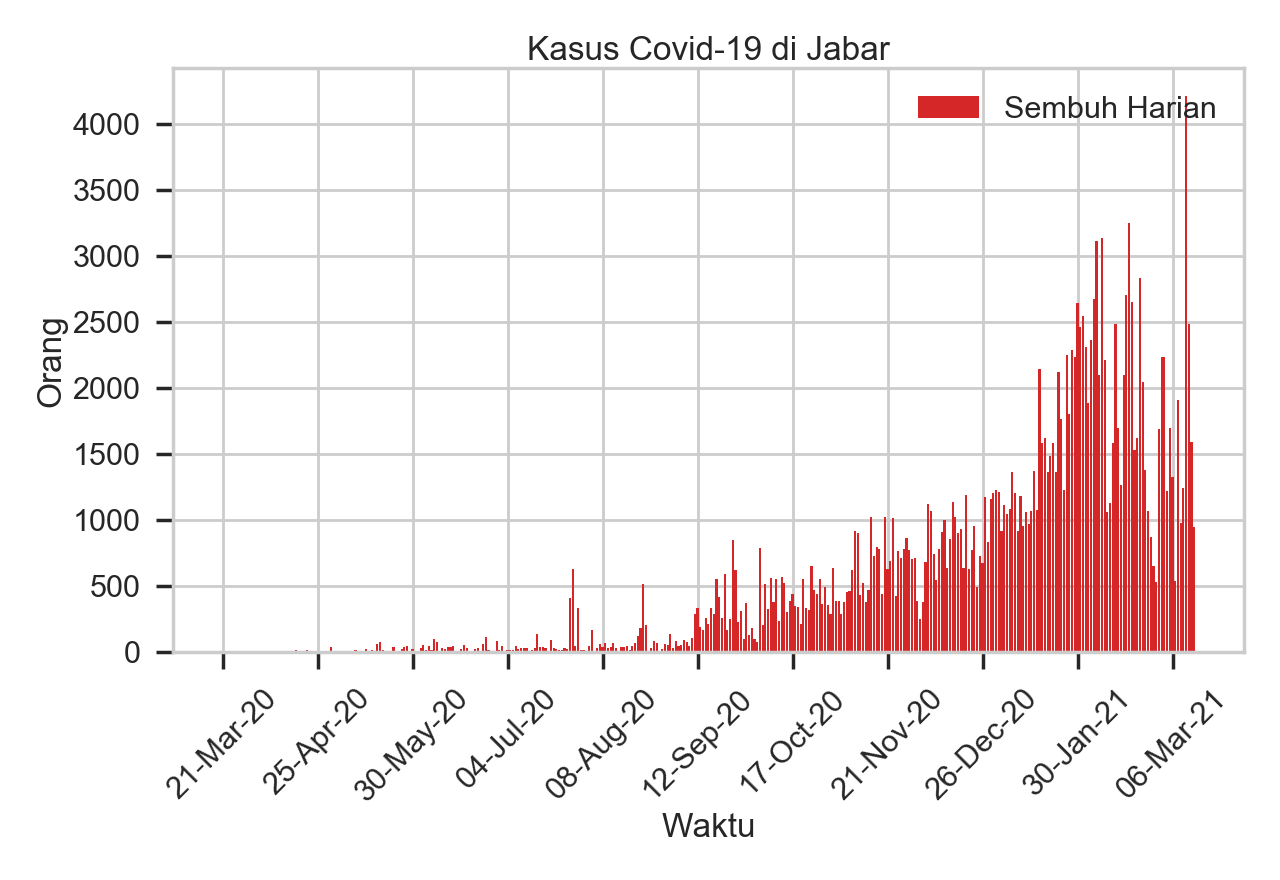 Kasus Covid-19 di Jabar
Sembuh Harian
4000
3500
3000
2500
2000
1500
1000
500
0
Orang
21-Mar-20
25-Apr-20
30-May-20
04-Jul-20
08-Aug-20
12-Sep-20
17-Oct-20
21-Nov-20
26-Dec-20
30-Jan-21
06-Mar-21
Waktu